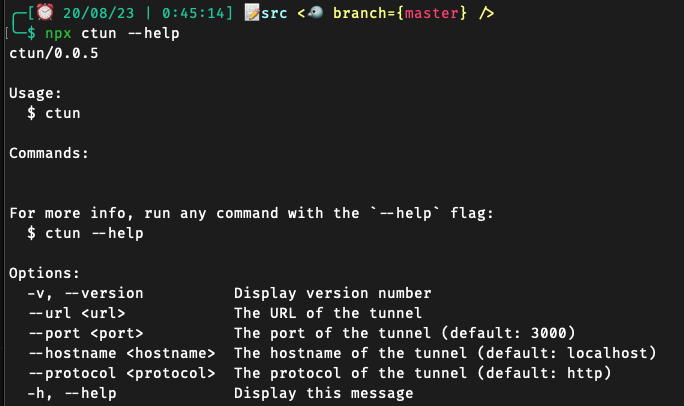 [⏰ 20/08/23 | 0:45:14] 📝src <🐟 branch={master} />
$ npx ctun --help
ctun/0.0.5
Usage:
$ ctun
Commands:
For more info, run any command with the `--help` flag:
$ ctun --help
Options:
-v, --version Display version number
--url <url> The URL of the tunnel
--port <port> The port of the tunnel (default: 3000)
--hostname <hostname> The hostname of the tunnel (default: localhost)
--protocol <protocol> The protocol of the tunnel (default: http)
-h, --help Display this message